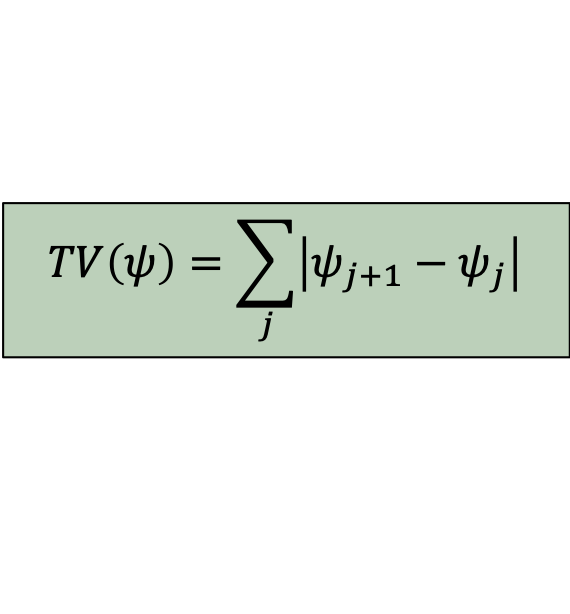 TV(ψ) = ∑_j |ψ_{j+1} − ψ_j|